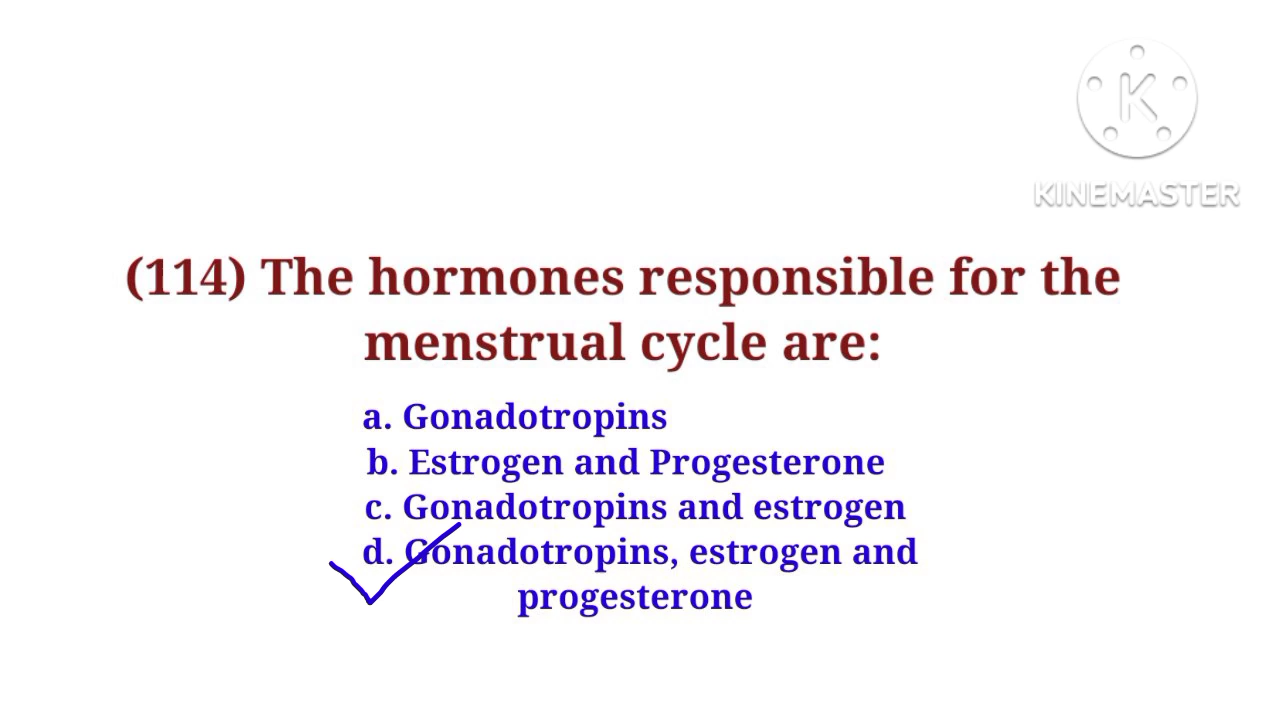 K
KINEMASTER
(114) The hormones responsible for the
menstrual cycle are:
a. Gonadotropins
b. Estrogen and Progesterone
c. Gonadotropins and estrogen
d. Gonadotropins, estrogen and
progesterone